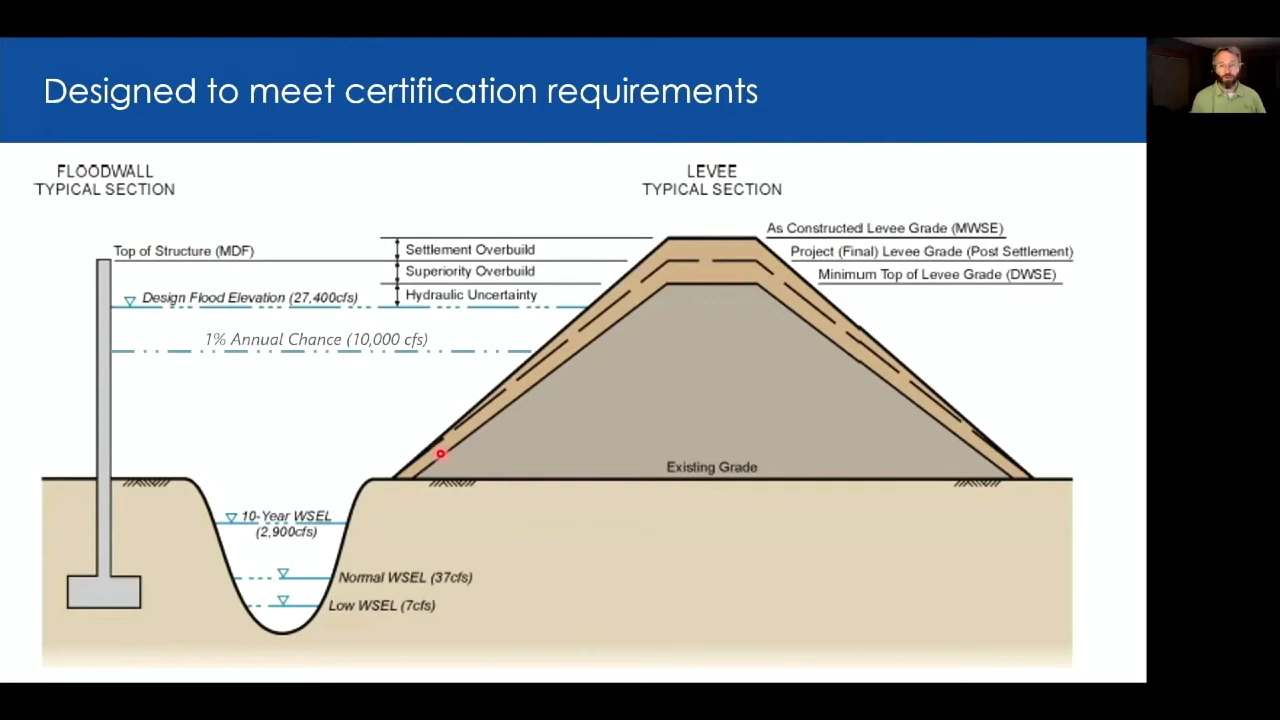 Designed to meet certification requirements
FLOODWALL
TYPICAL SECTION
LEVEE
TYPICAL SECTION
As Constructed Levee Grade (MWSE)
Top of Structure (MDF)
Settlement Overbuild
Project (Final) Levee Grade (Post Settlement)
Superiority Overbuild
Minimum Top of Levee Grade (DWSE)
Design Flood Elevation (27,400cfs)
Hydraulic Uncertainty
1% Annual Chance (10,000 cfs)
Existing Grade
10-Year WSEL
(2,900cfs)
Normal WSEL (37cfs)
Low WSEL (7cfs)